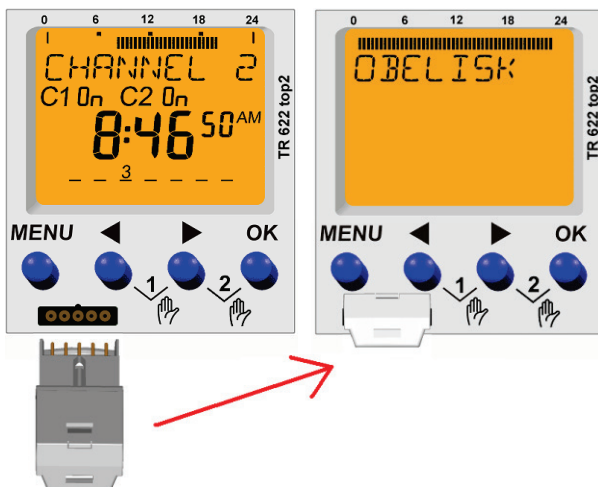 0 6 12 18 24
CHANNEL 2
C1 On C2 On
8:46 50 AM
3
TR 622 top2
MENU OK
1 2
0 6 12 18 24
OBELISK
TR 622 top2
MENU OK
1 2